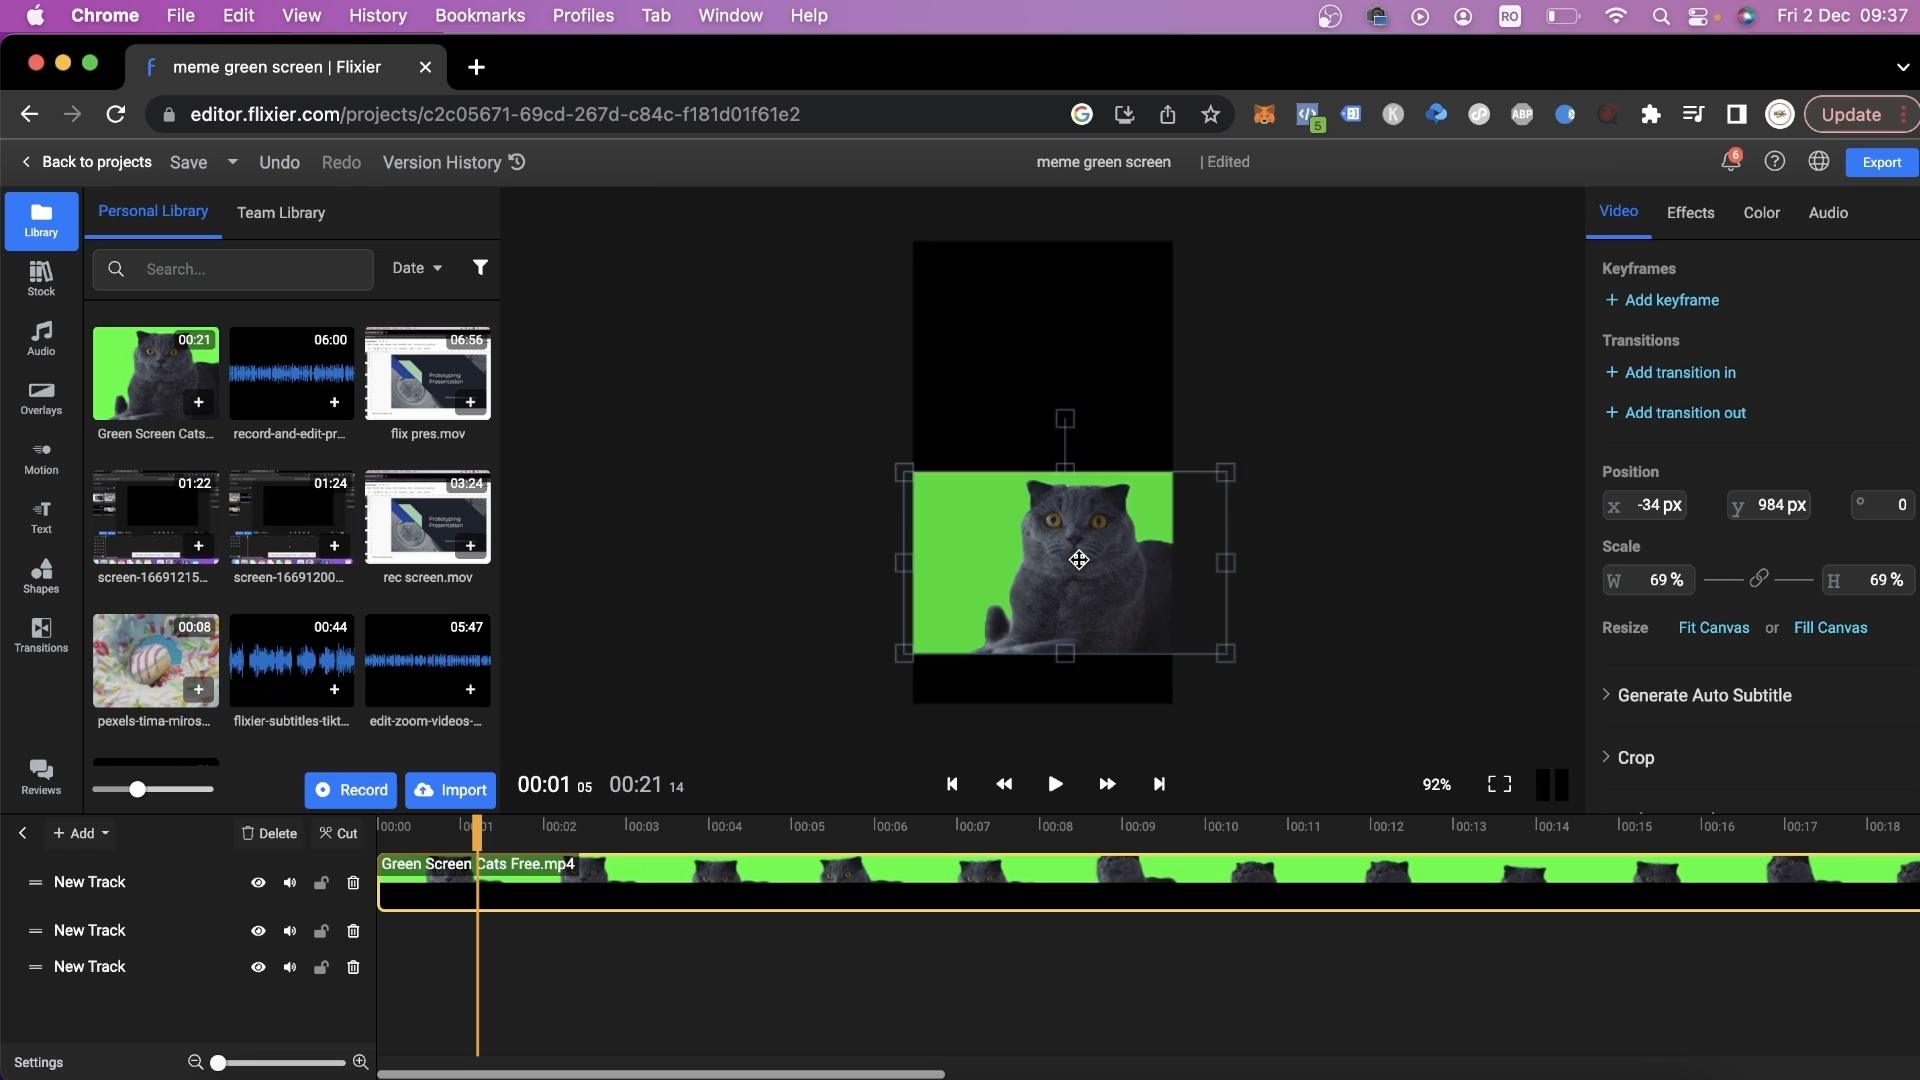 Chrome File Edit View History Bookmarks Profiles Tab Window Help RO Fri 2 Dec 09:37
meme green screen | Flixier
editor.flixier.com/projects/c2c05671-69cd-267d-c84c-f181d01f61e2 5 ABP Update
Back to projects Save Undo Redo Version History meme green screen | Edited 6 Export
Library
Stock
Audio
Overlays
Motion
Text
Shapes
Transitions
Reviews
Personal Library Team Library
Search... Date
00:21 06:00 06:56
Prototyping
Presentation
Green Screen Cats... record-and-edit-pr... flix pres.mov
01:22 01:24 03:24
Prototyping
Presentation
screen-16691215... screen-16691200... rec screen.mov
00:08 00:44 05:47
pexels-tima-miros... flixier-subtitles-tikt... edit-zoom-videos-...
Record Import
00:01 05 00:21 14 92%
Video Effects Color Audio
Keyframes
+ Add keyframe
Transitions
+ Add transition in
+ Add transition out
Position
x -34 px y 984 px ° 0
Scale
W 69 % H 69 %
Resize Fit Canvas or Fill Canvas
Generate Auto Subtitle
Crop
+ Add Delete Cut
00:00 00:01 00:02 00:03 00:04 00:05 00:06 00:07 00:08 00:09 00:10 00:11 00:12 00:13 00:14 00:15 00:16 00:17 00:18
Green Screen Cats Free.mp4
New Track
New Track
New Track
Settings